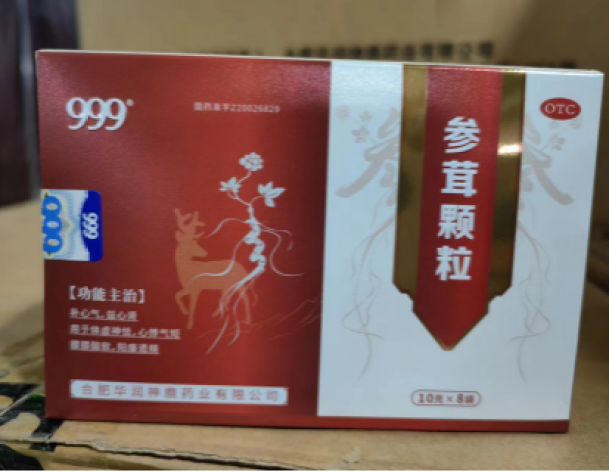 999®
国药准字Z20026829
OTC
参茸颗粒
999
【功能主治】
补心气，益心肾
用于体虚神怯，心悸气短
腰膝酸软，阳痿遗精
合肥华润神鹿药业有限公司
10克×8袋